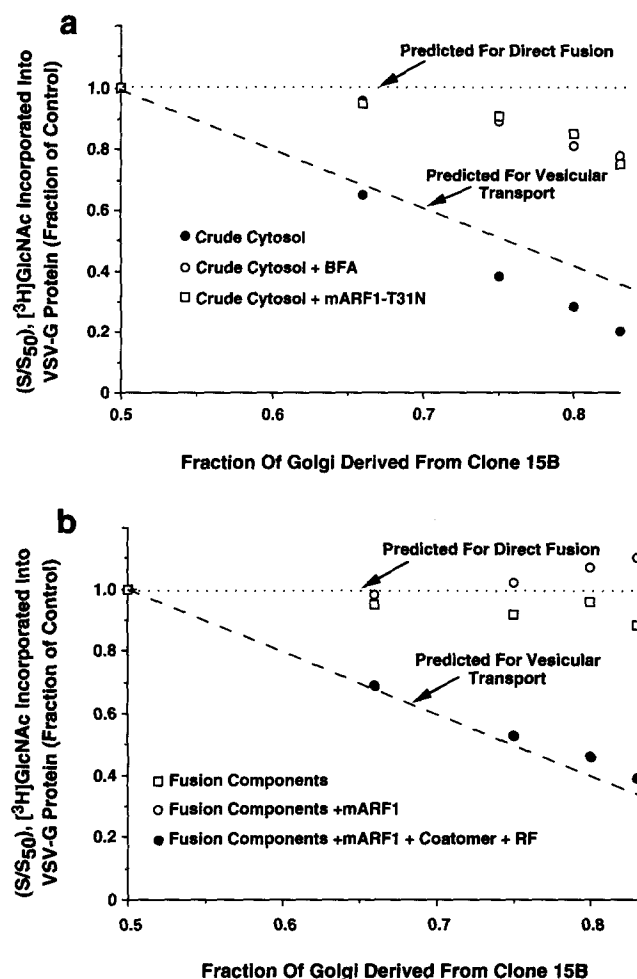 a
Predicted For Direct Fusion
(S/S50), [3H]GlcNAc Incorporated Into
VSV-G Protein (Fraction of Control)
1.0
0.8
0.6
0.4
0.2
0
Predicted For Vesicular
Transport
Crude Cytosol
Crude Cytosol + BFA
Crude Cytosol + mARF1-T31N
0.5
0.6
0.7
0.8
Fraction Of Golgi Derived From Clone 15B
b
Predicted For Direct Fusion
(S/S50), [3H]GlcNAc Incorporated Into
VSV-G Protein (Fraction of Control)
1.0
0.8
0.6
0.4
0.2
0
Predicted For Vesicular
Transport
Fusion Components
Fusion Components +mARF1
Fusion Components +mARF1 + Coatomer + RF
0.5
0.6
0.7
0.8
Fraction Of Golgi Derived From Clone 15B